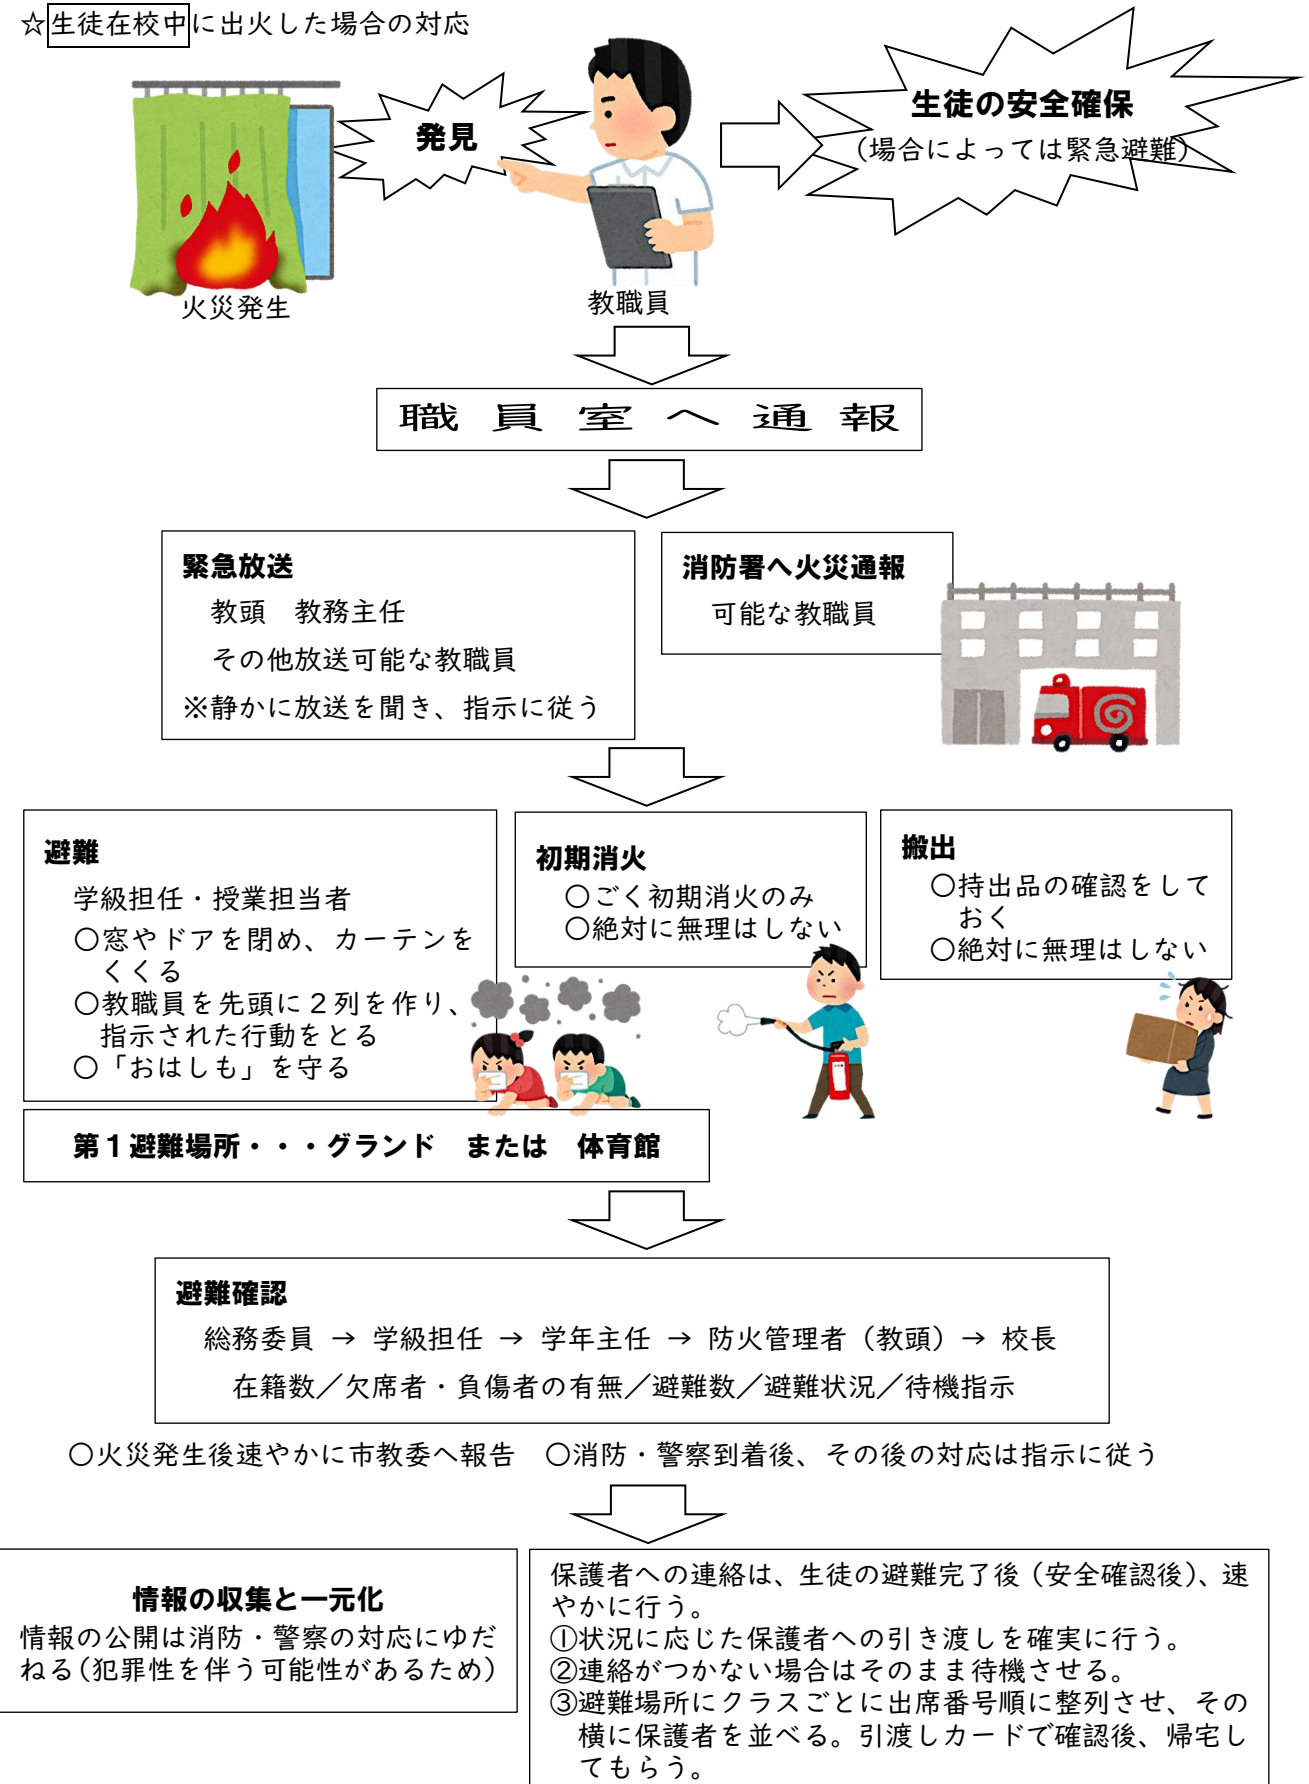 ☆生徒在校中に出火した場合の対応
発見
生徒の安全確保
（場合によっては緊急避難）
火災発生
教職員
職員室へ通報
緊急放送
教�　教務主任
その他放送可能な教職員
※静かに放送を聞き、指示に従う
消防署へ火災通報
可能な教職員
避難
学級担任・授業担当者
○窓やドアを閉め、カーテンを
くくる
○教職員を先頭に２列を作り、
指示された行動をとる
○「おはしも」を守る
初期消火
○ごく初期消火のみ
○絶対に無理はしない
搬出
○持出品の確認をして
おく
○絶対に無理はしない
第１避難場所・・・グランド　または　体育館
避難確認
総務委員 → 学級担任 → 学年主任 → 防火管理者（教頭）→ 校長
在籍数／欠席者・負傷者の有無／避難数／避難状況／待機指示
○火災発生後速やかに市教委へ報告　○消防・警察到着後、その後の対応は指示に従う
情報の収集と一元化
情報の公開は消防・警察の対応にゆだ
ねる（犯罪性を伴う可能性があるため）
保護者への連絡は、生徒の避難完了後（安全確認後）、速
やかに行う。
①状況に応じた保護者への引き渡しを確実に行う。
②連絡がつかない場合はそのまま待機させる。
③避難場所にクラスごとに出席番号順に整列させ、その
横に保護者を並べる。引渡しカードで確認後、帰宅し
てもらう。